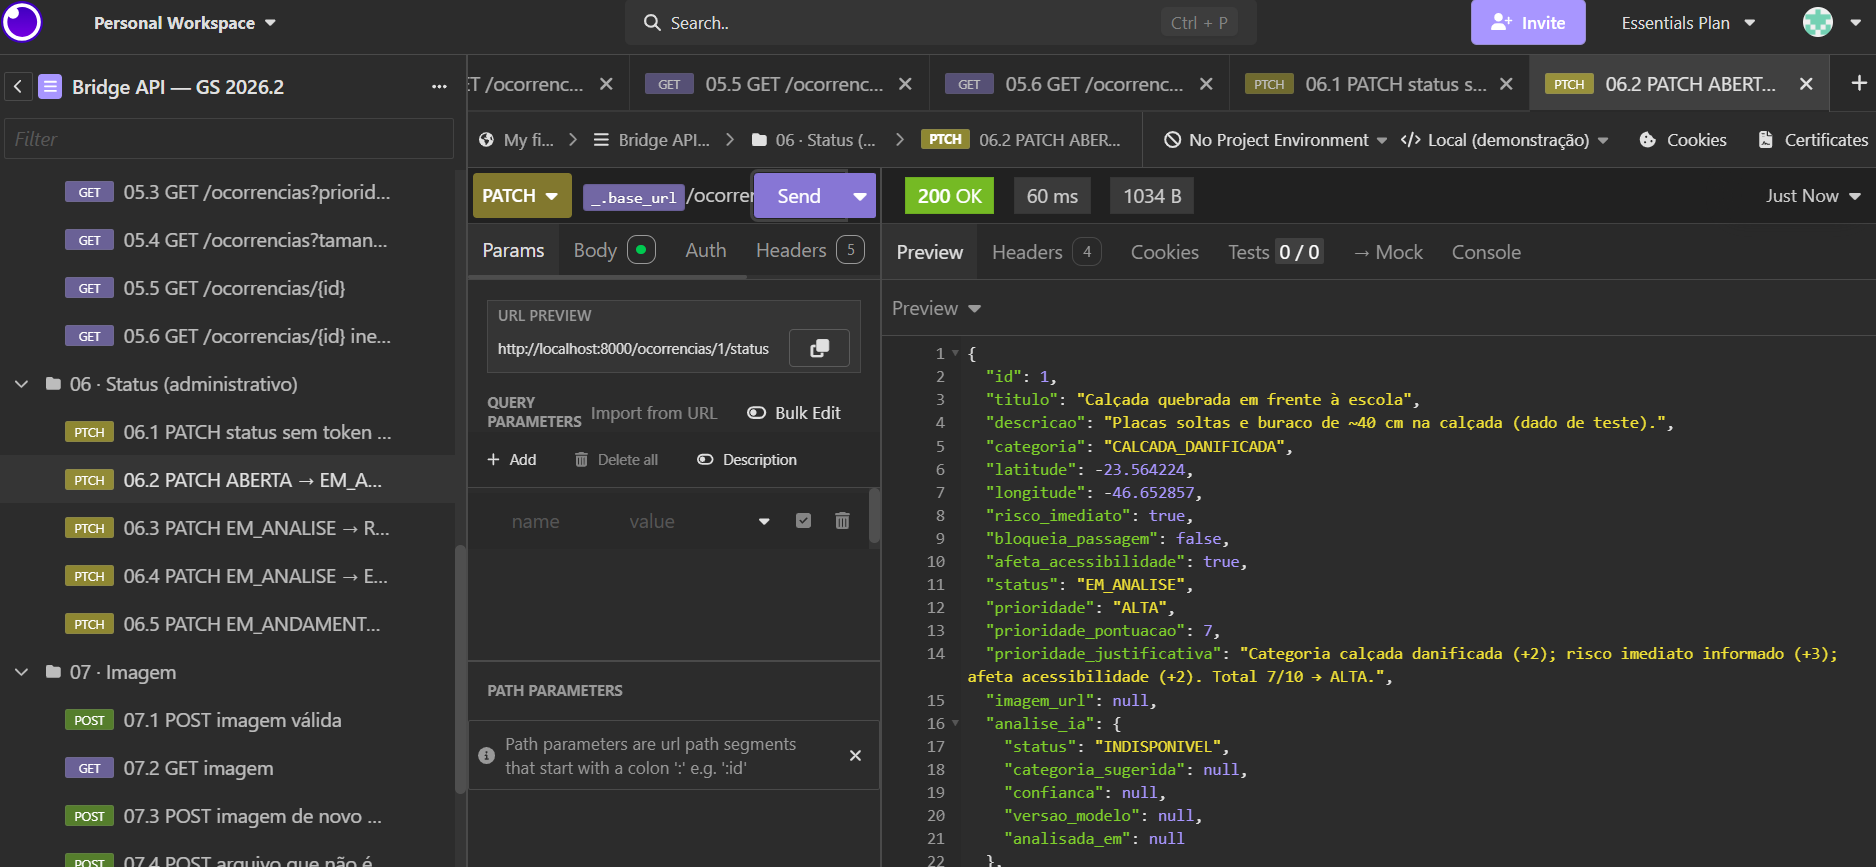 Personal Workspace
Search..
Ctrl + P
Invite
Essentials Plan
Bridge API — GS 2026.2
Filter
GET 05.3 GET /ocorrencias?priorid...
GET 05.4 GET /ocorrencias?taman...
GET 05.5 GET /ocorrencias/{id}
GET 05.6 GET /ocorrencias/{id} ine...
06 · Status (administrativo)
PTCH 06.1 PATCH status sem token ...
PTCH 06.2 PATCH ABERTA → EM_A...
PTCH 06.3 PATCH EM_ANALISE → R...
PTCH 06.4 PATCH EM_ANALISE → E...
PTCH 06.5 PATCH EM_ANDAMENT...
07 · Imagem
POST 07.1 POST imagem válida
GET 07.2 GET imagem
POST 07.3 POST imagem de novo ...
POST 07.4 POST arquivo que não é
ET /ocorrenc...
GET 05.5 GET /ocorrenc...
GET 05.6 GET /ocorrenc...
PTCH 06.1 PATCH status s...
PTCH 06.2 PATCH ABERT...
My fi... > Bridge API... > 06 · Status (... > PTCH 06.2 PATCH ABER...
No Project Environment
</> Local (demonstração)
Cookies
Certificates
PATCH _.base_url /ocorrer Send
Params Body Auth Headers 5
URL PREVIEW
http://localhost:8000/ocorrencias/1/status
QUERY PARAMETERS Import from URL Bulk Edit
+ Add Delete all Description
name value
PATH PARAMETERS
Path parameters are url path segments
that start with a colon ':' e.g. ':id'
200 OK 60 ms 1034 B Just Now
Preview Headers 4 Cookies Tests 0 / 0 → Mock Console
Preview
1 {
2 "id": 1,
3 "titulo": "Calçada quebrada em frente à escola",
4 "descricao": "Placas soltas e buraco de ~40 cm na calçada (dado de teste).",
5 "categoria": "CALCADA_DANIFICADA",
6 "latitude": -23.564224,
7 "longitude": -46.652857,
8 "risco_imediato": true,
9 "bloqueia_passagem": false,
10 "afeta_acessibilidade": true,
11 "status": "EM_ANALISE",
12 "prioridade": "ALTA",
13 "prioridade_pontuacao": 7,
14 "prioridade_justificativa": "Categoria calçada danificada (+2); risco imediato informado (+3);
afeta acessibilidade (+2). Total 7/10 → ALTA.",
15 "imagem_url": null,
16 "analise_ia": {
17 "status": "INDISPONIVEL",
18 "categoria_sugerida": null,
19 "confianca": null,
20 "versao_modelo": null,
21 "analisada_em": null
22 },